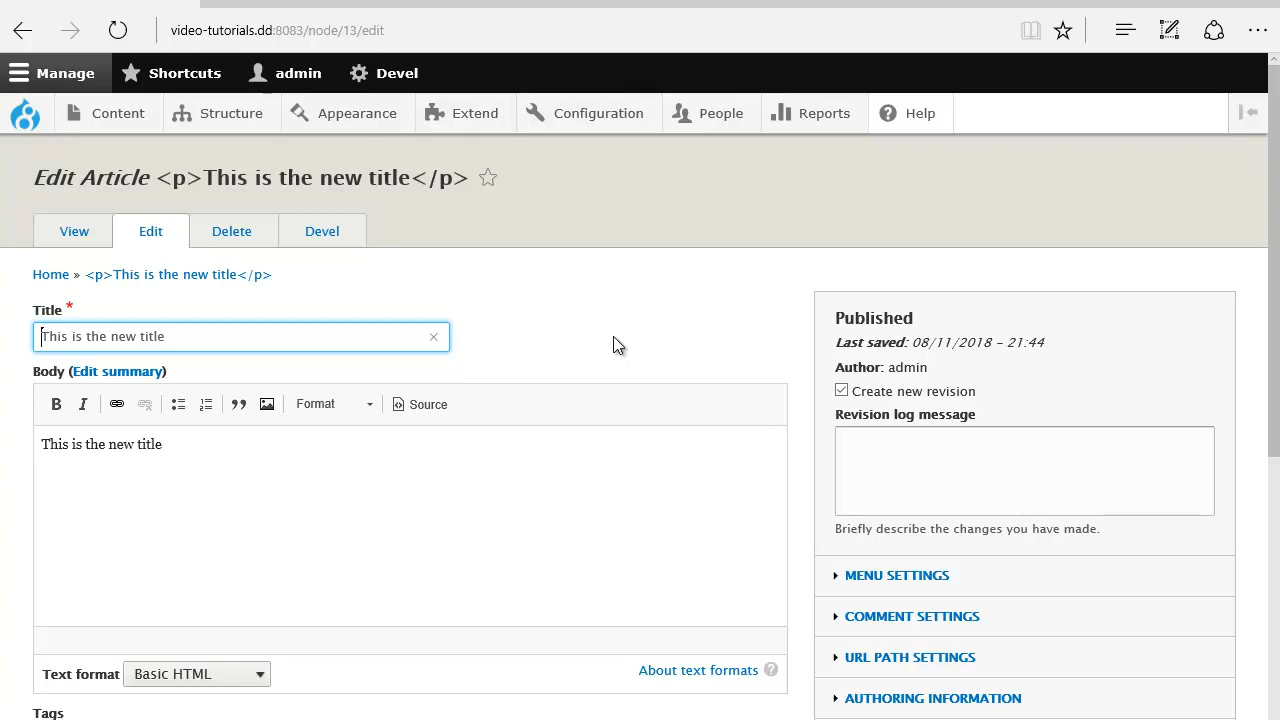 video-tutorials.dd:8083/node/13/edit
Manage Shortcuts admin Devel
Content Structure Appearance Extend Configuration People Reports Help
Edit Article <p>This is the new title</p>
View Edit Delete Devel
Home » <p>This is the new title</p>
Title *
This is the new title
Body (Edit summary)
B I Format Source
This is the new title
Text format Basic HTML About text formats ?
Tags
Published
Last saved: 08/11/2018 - 21:44
Author: admin
Create new revision
Revision log message
Briefly describe the changes you have made.
MENU SETTINGS
COMMENT SETTINGS
URL PATH SETTINGS
AUTHORING INFORMATION